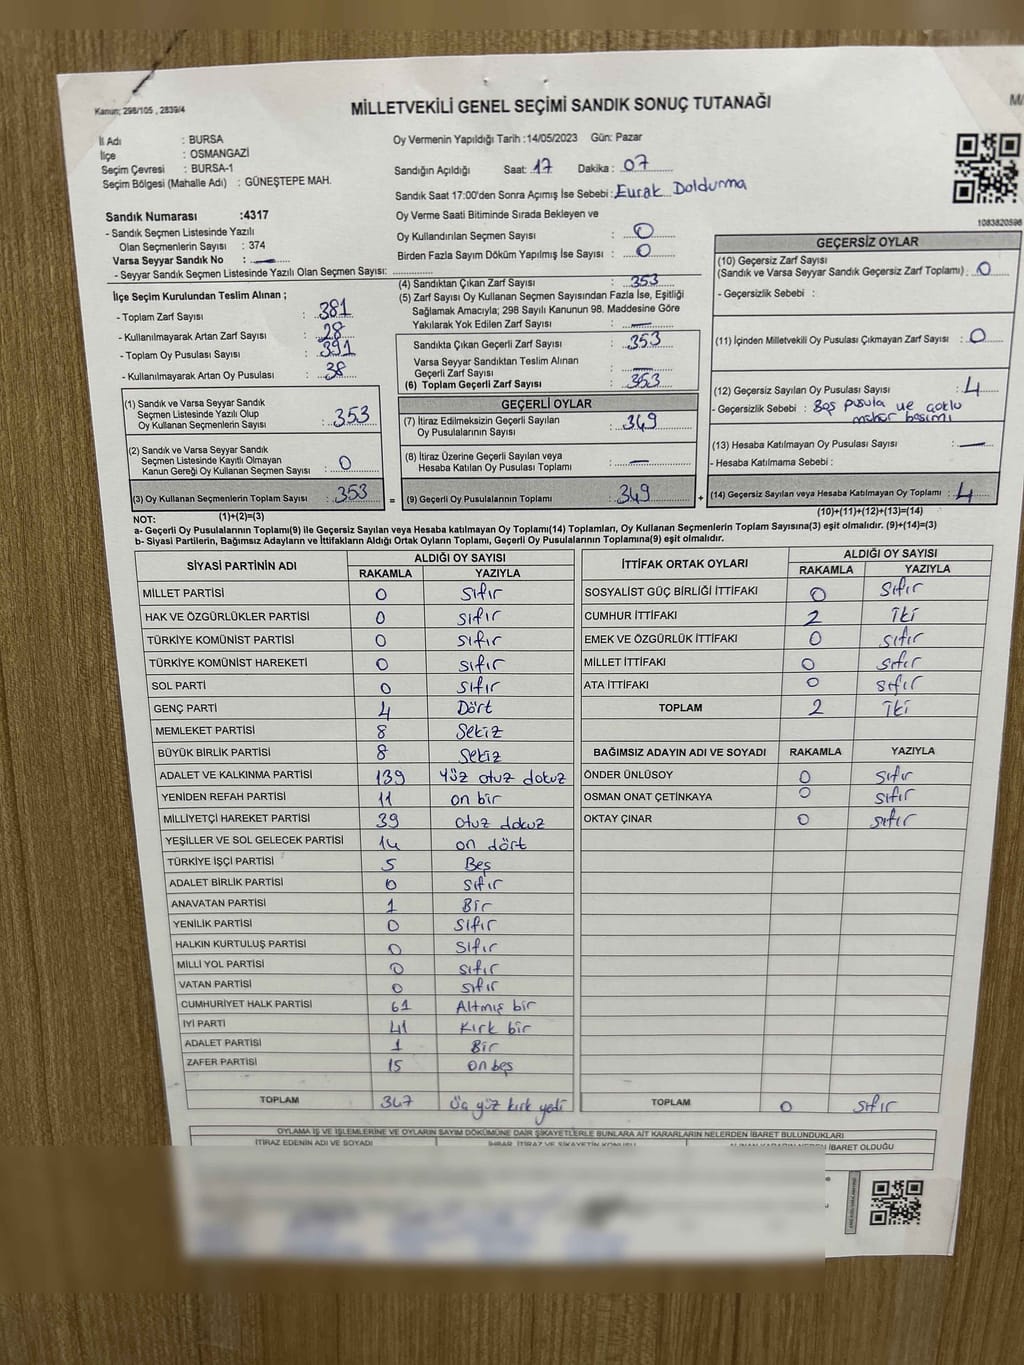 Kanun; 298/105 , 2839/4
MİLLETVEKİLİ GENEL SEÇİMİ SANDIK SONUÇ TUTANAĞI
İl Adı : BURSA
İlçe : OSMANGAZİ
Seçim Çevresi : BURSA-1
Seçim Bölgesi (Mahalle Adı) : GÜNEŞTEPE MAH.
Oy Vermenin Yapıldığı Tarih :14/05/2023 Gün: Pazar
Sandığın Açıldığı Saat: 17 Dakika : 07
Sandık Saat 17:00'den Sonra Açımış İse Sebebi : Evrak Doldurma
1083820596
Sandık Numarası :4317
- Sandık Seçmen Listesinde Yazılı
Olan Seçmenlerin Sayısı : 374
Varsa Seyyar Sandık No : —
- Seyyar Sandık Seçmen Listesinde Yazılı Olan Seçmen Sayısı:
Oy Verme Saati Bitiminde Sırada Bekleyen ve
Oy Kullandırılan Seçmen Sayısı : 0
Birden Fazla Sayım Döküm Yapılmış İse Sayısı : 0
İlçe Seçim Kurulundan Teslim Alınan ;
- Toplam Zarf Sayısı : 381
- Kullanılmayarak Artan Zarf Sayısı : 28
- Toplam Oy Pusulası Sayısı : 391
- Kullanılmayarak Artan Oy Pusulası : 38
(4) Sandıktan Çıkan Zarf Sayısı : 353
(5) Zarf Sayısı Oy Kullanan Seçmen Sayısından Fazla İse, Eşitliği
Sağlamak Amacıyla; 298 Sayılı Kanunun 98. Maddesine Göre
Yakılarak Yok Edilen Zarf Sayısı : —
Sandıkta Çıkan Geçerli Zarf Sayısı : 353
Varsa Seyyar Sandıktan Teslim Alınan
Geçerli Zarf Sayısı : —
(6) Toplam Geçerli Zarf Sayısı : 353
GEÇERSİZ OYLAR
(10) Geçersiz Zarf Sayısı
(Sandık ve Varsa Seyyar Sandık Geçersiz Zarf Toplamı) : 0
- Geçersizlik Sebebi :
(11) İçinden Milletvekili Oy Pusulası Çıkmayan Zarf Sayısı : 0
(12) Geçersiz Sayılan Oy Pusulası Sayısı : 4
- Geçersizlik Sebebi : Boş pusula ve çoklu
mühür basımı
(13) Hesaba Katılmayan Oy Pusulası Sayısı : —
- Hesaba Katılmama Sebebi :
(14) Geçersiz Sayılan veya Hesaba Katılmayan Oy Toplamı : 4
(10)+(11)+(12)+(13)=(14)
(1) Sandık ve Varsa Seyyar Sandık
Seçmen Listesinde Yazılı Olup
Oy Kullanan Seçmenlerin Sayısı : 353
(2) Sandık ve Varsa Seyyar Sandık
Seçmen Listesinde Kayıtlı Olmayan
Kanun Gereği Oy Kullanan Seçmen Sayısı : 0
(3) Oy Kullanan Seçmenlerin Toplam Sayısı : 353 =
(1)+(2)=(3)
GEÇERLİ OYLAR
(7) İtiraz Edilmeksizin Geçerli Sayılan
Oy Pusulalarının Sayısı : 349
(8) İtiraz Üzerine Geçerli Sayılan veya
Hesaba Katılan Oy Pusulası Toplamı : —
(9) Geçerli Oy Pusulalarının Toplamı : 349 +
NOT:
a- Geçerli Oy Pusulalarının Toplamı(9) ile Geçersiz Sayılan veya Hesaba katılmayan Oy Toplamı(14) Toplamları, Oy Kullanan Seçmenlerin Toplam Sayısına(3) eşit olmalıdır. (9)+(14)=(3)
b- Siyasi Partilerin, Bağımsız Adayların ve İttifakların Aldığı Ortak Oyların Toplamı, Geçerli Oy Pusulalarının Toplamına(9) eşit olmalıdır.
SİYASİ PARTİNİN ADI ALDIĞI OY SAYISI
RAKAMLA YAZIYLA
MİLLET PARTİSİ 0 sıfır
HAK VE ÖZGÜRLÜKLER PARTİSİ 0 sıfır
TÜRKİYE KOMÜNİST PARTİSİ 0 sıfır
TÜRKİYE KOMÜNİST HAREKETİ 0 sıfır
SOL PARTİ 0 sıfır
GENÇ PARTİ 4 Dört
MEMLEKET PARTİSİ 8 Sekiz
BÜYÜK BİRLİK PARTİSİ 8 sekiz
ADALET VE KALKINMA PARTİSİ 139 Yüz otuz dokuz
YENİDEN REFAH PARTİSİ 11 on bir
MİLLİYETÇİ HAREKET PARTİSİ 39 otuz dokuz
YEŞİLLER VE SOL GELECEK PARTİSİ 14 on dört
TÜRKİYE İŞÇİ PARTİSİ 5 Beş
ADALET BİRLİK PARTİSİ 0 sıfır
ANAVATAN PARTİSİ 1 Bir
YENİLİK PARTİSİ 0 sıfır
HALKIN KURTULUŞ PARTİSİ 0 sıfır
MİLLİ YOL PARTİSİ 0 sıfır
VATAN PARTİSİ 0 sıfır
CUMHURİYET HALK PARTİSİ 61 Altmış bir
İYİ PARTİ 41 Kırk bir
ADALET PARTİSİ 1 Bir
ZAFER PARTİSİ 15 on beş
TOPLAM 347 üç yüz kırk yedi
İTTİFAK ORTAK OYLARI ALDIĞI OY SAYISI
RAKAMLA YAZIYLA
SOSYALİST GÜÇ BİRLİĞİ İTTİFAKI 0 sıfır
CUMHUR İTTİFAKI 2 iki
EMEK VE ÖZGÜRLÜK İTTİFAKI 0 sıfır
MİLLET İTTİFAKI 0 sıfır
ATA İTTİFAKI 0 sıfır
TOPLAM 2 iki
BAĞIMSIZ ADAYIN ADI VE SOYADI RAKAMLA YAZIYLA
ÖNDER ÜNLÜSOY 0 sıfır
OSMAN ONAT ÇETİNKAYA 0 sıfır
OKTAY ÇINAR 0 sıfır
TOPLAM 0 sıfır
OYLAMA İŞ VE İŞLEMLERİNE VE OYLARIN SAYIM DÖKÜMÜNE DAİR ŞİKAYETLERLE BUNLARA AİT KARARLARIN NELERDEN İBARET BULUNDUKLARI
İTİRAZ EDENİN ADI VE SOYADI İHBAR, İTİRAZ VE ŞİKAYETİN KONUSU İBARET OLDUĞU